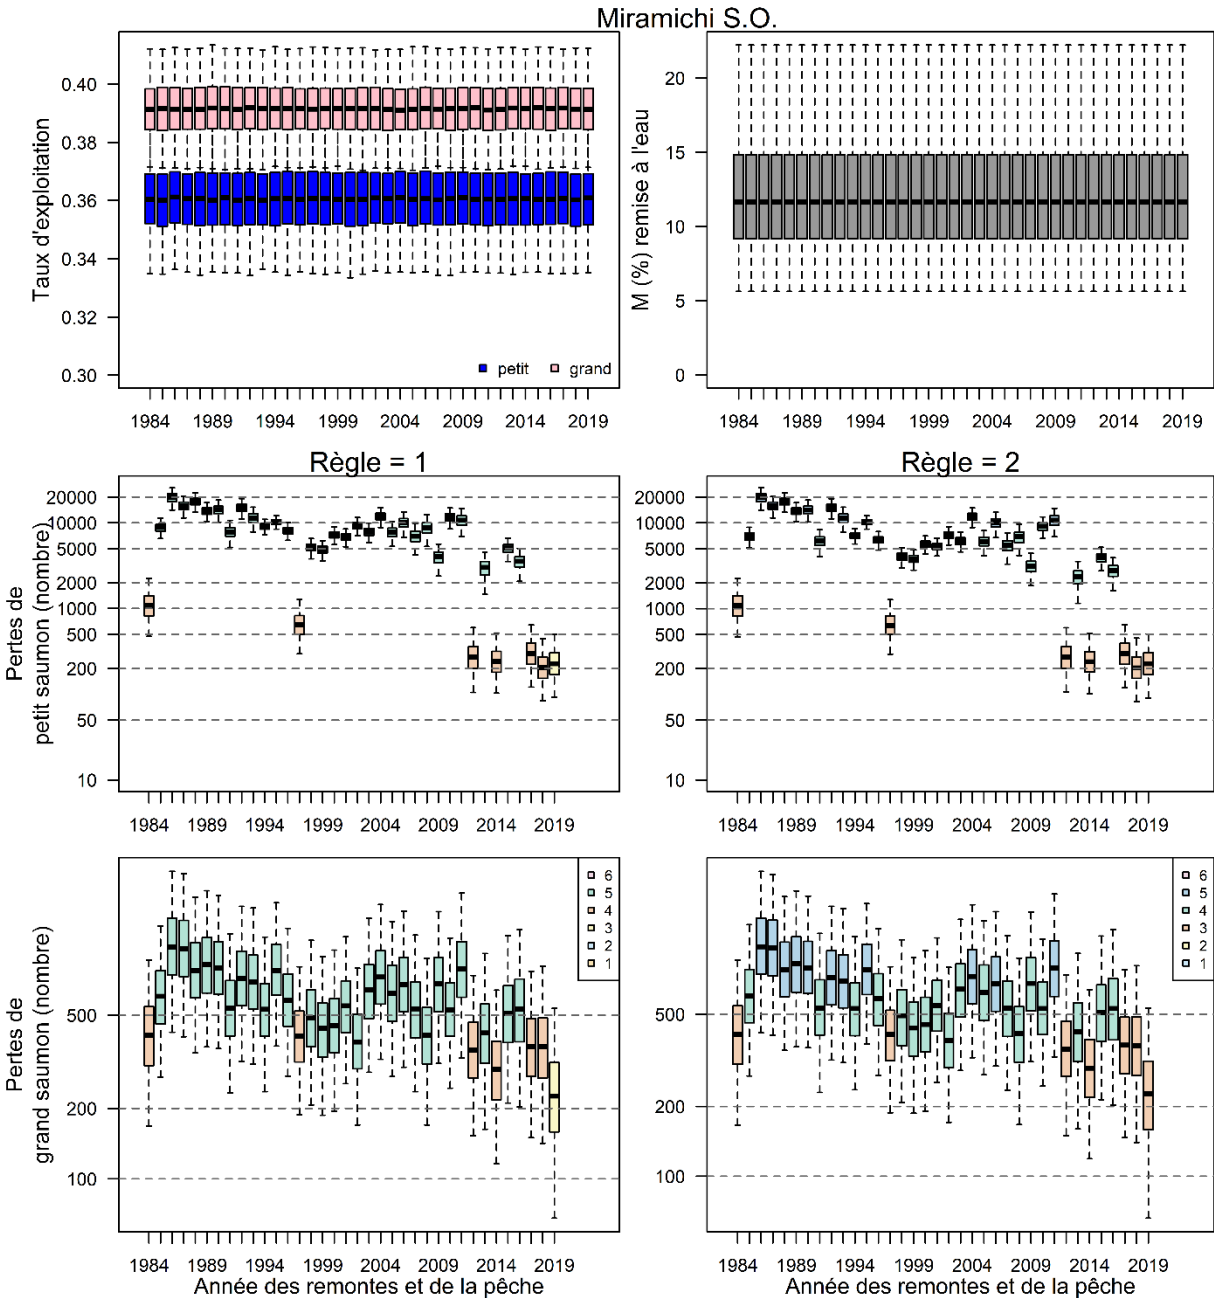 Miramichi S.O.
Taux d'exploitation
0.40
0.38
0.36
0.34
0.32
0.30
petit grand
1984 1989 1994 1999 2004 2009 2014 2019
M (%) remise à l'eau
20
15
10
5
0
1984 1989 1994 1999 2004 2009 2014 2019
Règle = 1
Pertes de
petit saumon (nombre)
20000
10000
5000
2000
1000
500
200
50
10
1984 1989 1994 1999 2004 2009 2014 2019
Règle = 2
20000
10000
5000
2000
1000
500
200
50
10
1984 1989 1994 1999 2004 2009 2014 2019
Pertes de
grand saumon (nombre)
500
200
100
6
5
4
3
2
1
1984 1989 1994 1999 2004 2009 2014 2019
Année des remontes et de la pêche
500
200
100
6
5
4
3
2
1
1984 1989 1994 1999 2004 2009 2014 2019
Année des remontes et de la pêche